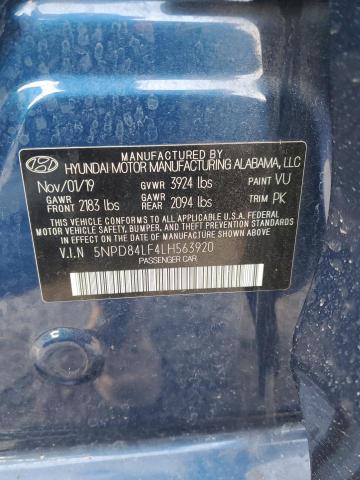 MANUFACTURED BY
HYUNDAI MOTOR MANUFACTURING ALABAMA, LLC
Nov/01/19 GVWR 3924 lbs PAINT VU
GAWR FRONT 2183 lbs GAWR REAR 2094 lbs TRIM PK
THIS VEHICLE CONFORMS TO ALL APPLICABLE U.S. FEDERAL
MOTOR VEHICLE SAFETY, BUMPER, AND THEFT PREVENTION STANDARDS
IN EFFECT ON THE DATE OF MANUFACTURE SHOWN ABOVE.
V.I.N 5NPD84LF4LH563920
PASSENGER CAR